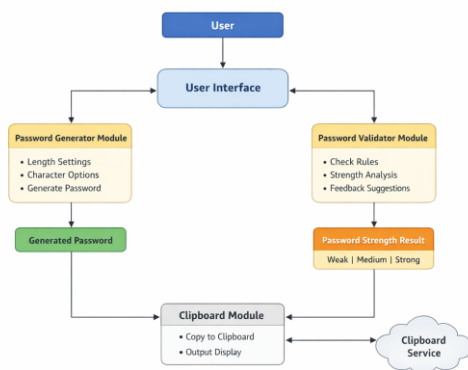 User
User Interface
Password Generator Module
• Length Settings
• Character Options
• Generate Password
Password Validator Module
• Check Rules
• Strength Analysis
• Feedback Suggestions
Generated Password
Password Strength Result
Weak | Medium | Strong
Clipboard Module
• Copy to Clipboard
• Output Display
Clipboard
Service